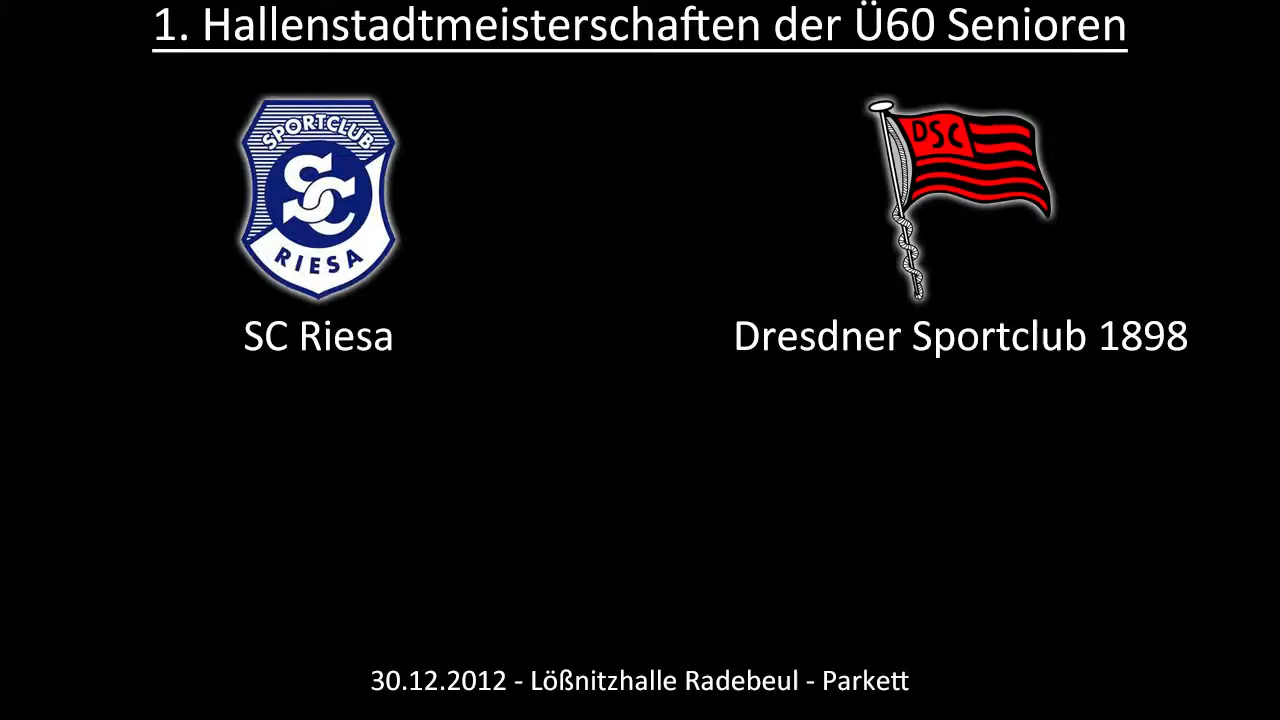 1. Hallenstadtmeisterschaften der Ü60 Senioren
SPORTCLUB
SC
RIESA
DSC
SC Riesa
Dresdner Sportclub 1898
30.12.2012 - Lößnitzhalle Radebeul - Parkett